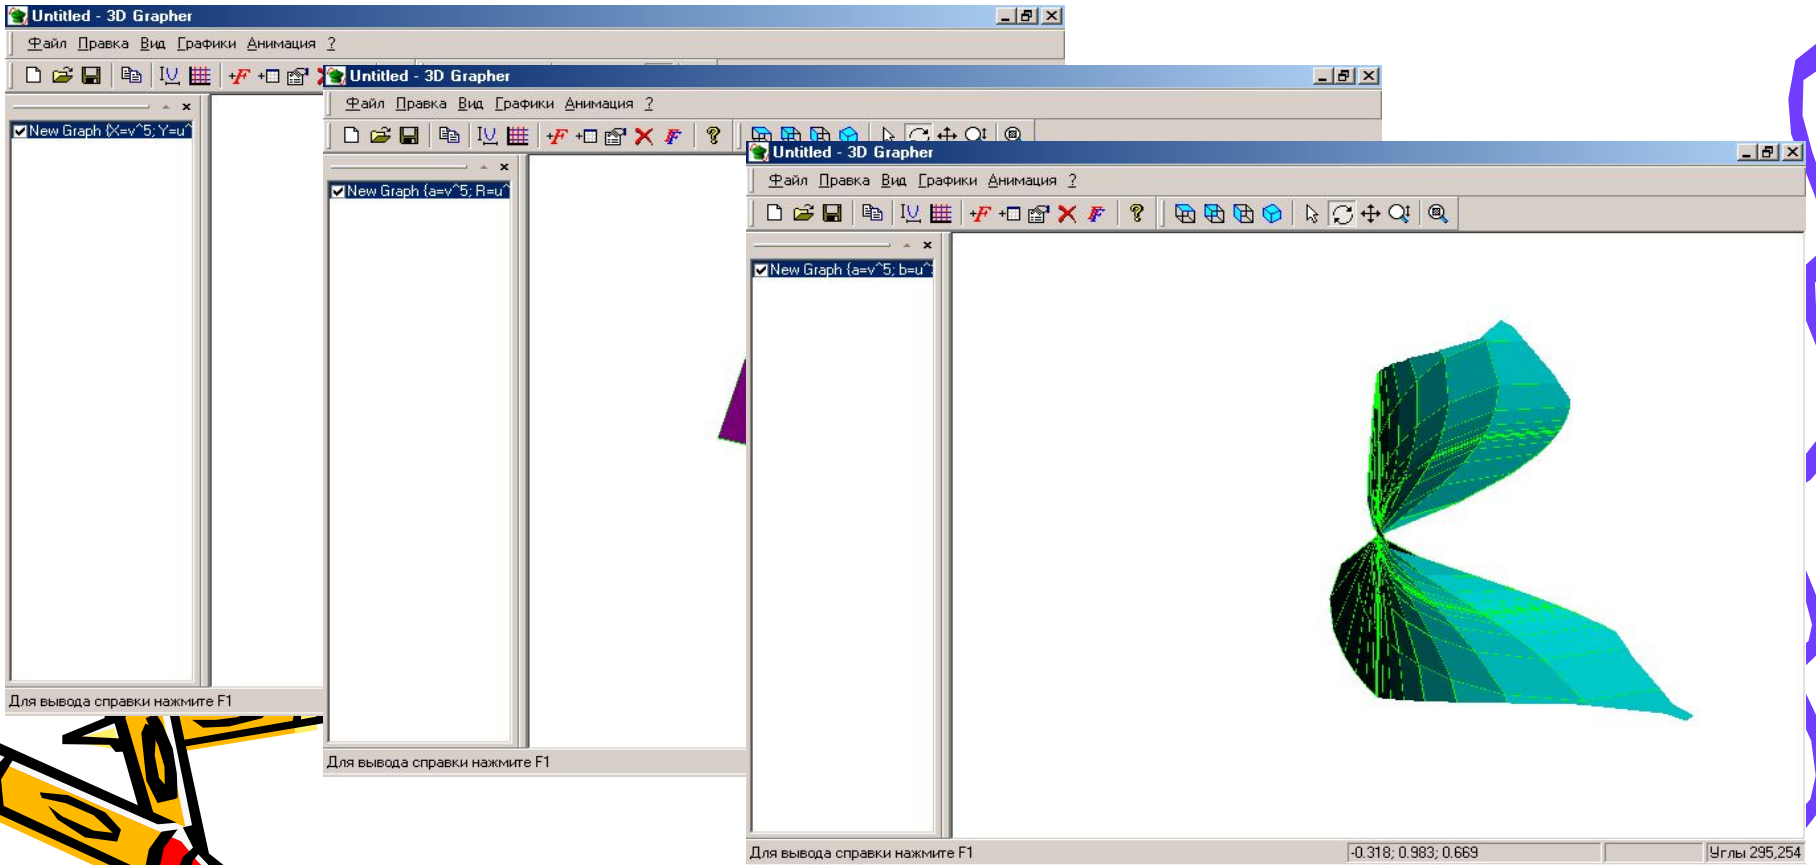 Untitled - 3D Grapher
Файл Правка Вид Графики Анимация ?
New Graph {X=v^5; Y=u^
Для вывода справки нажмите F1
Untitled - 3D Grapher
Файл Правка Вид Графики Анимация ?
New Graph {a=v^5; R=u^
Для вывода справки нажмите F1
Untitled - 3D Grapher
Файл Правка Вид Графики Анимация ?
New Graph {a=v^5; b=u^
Для вывода справки нажмите F1
-0.318; 0.983; 0.669
Углы 295,254